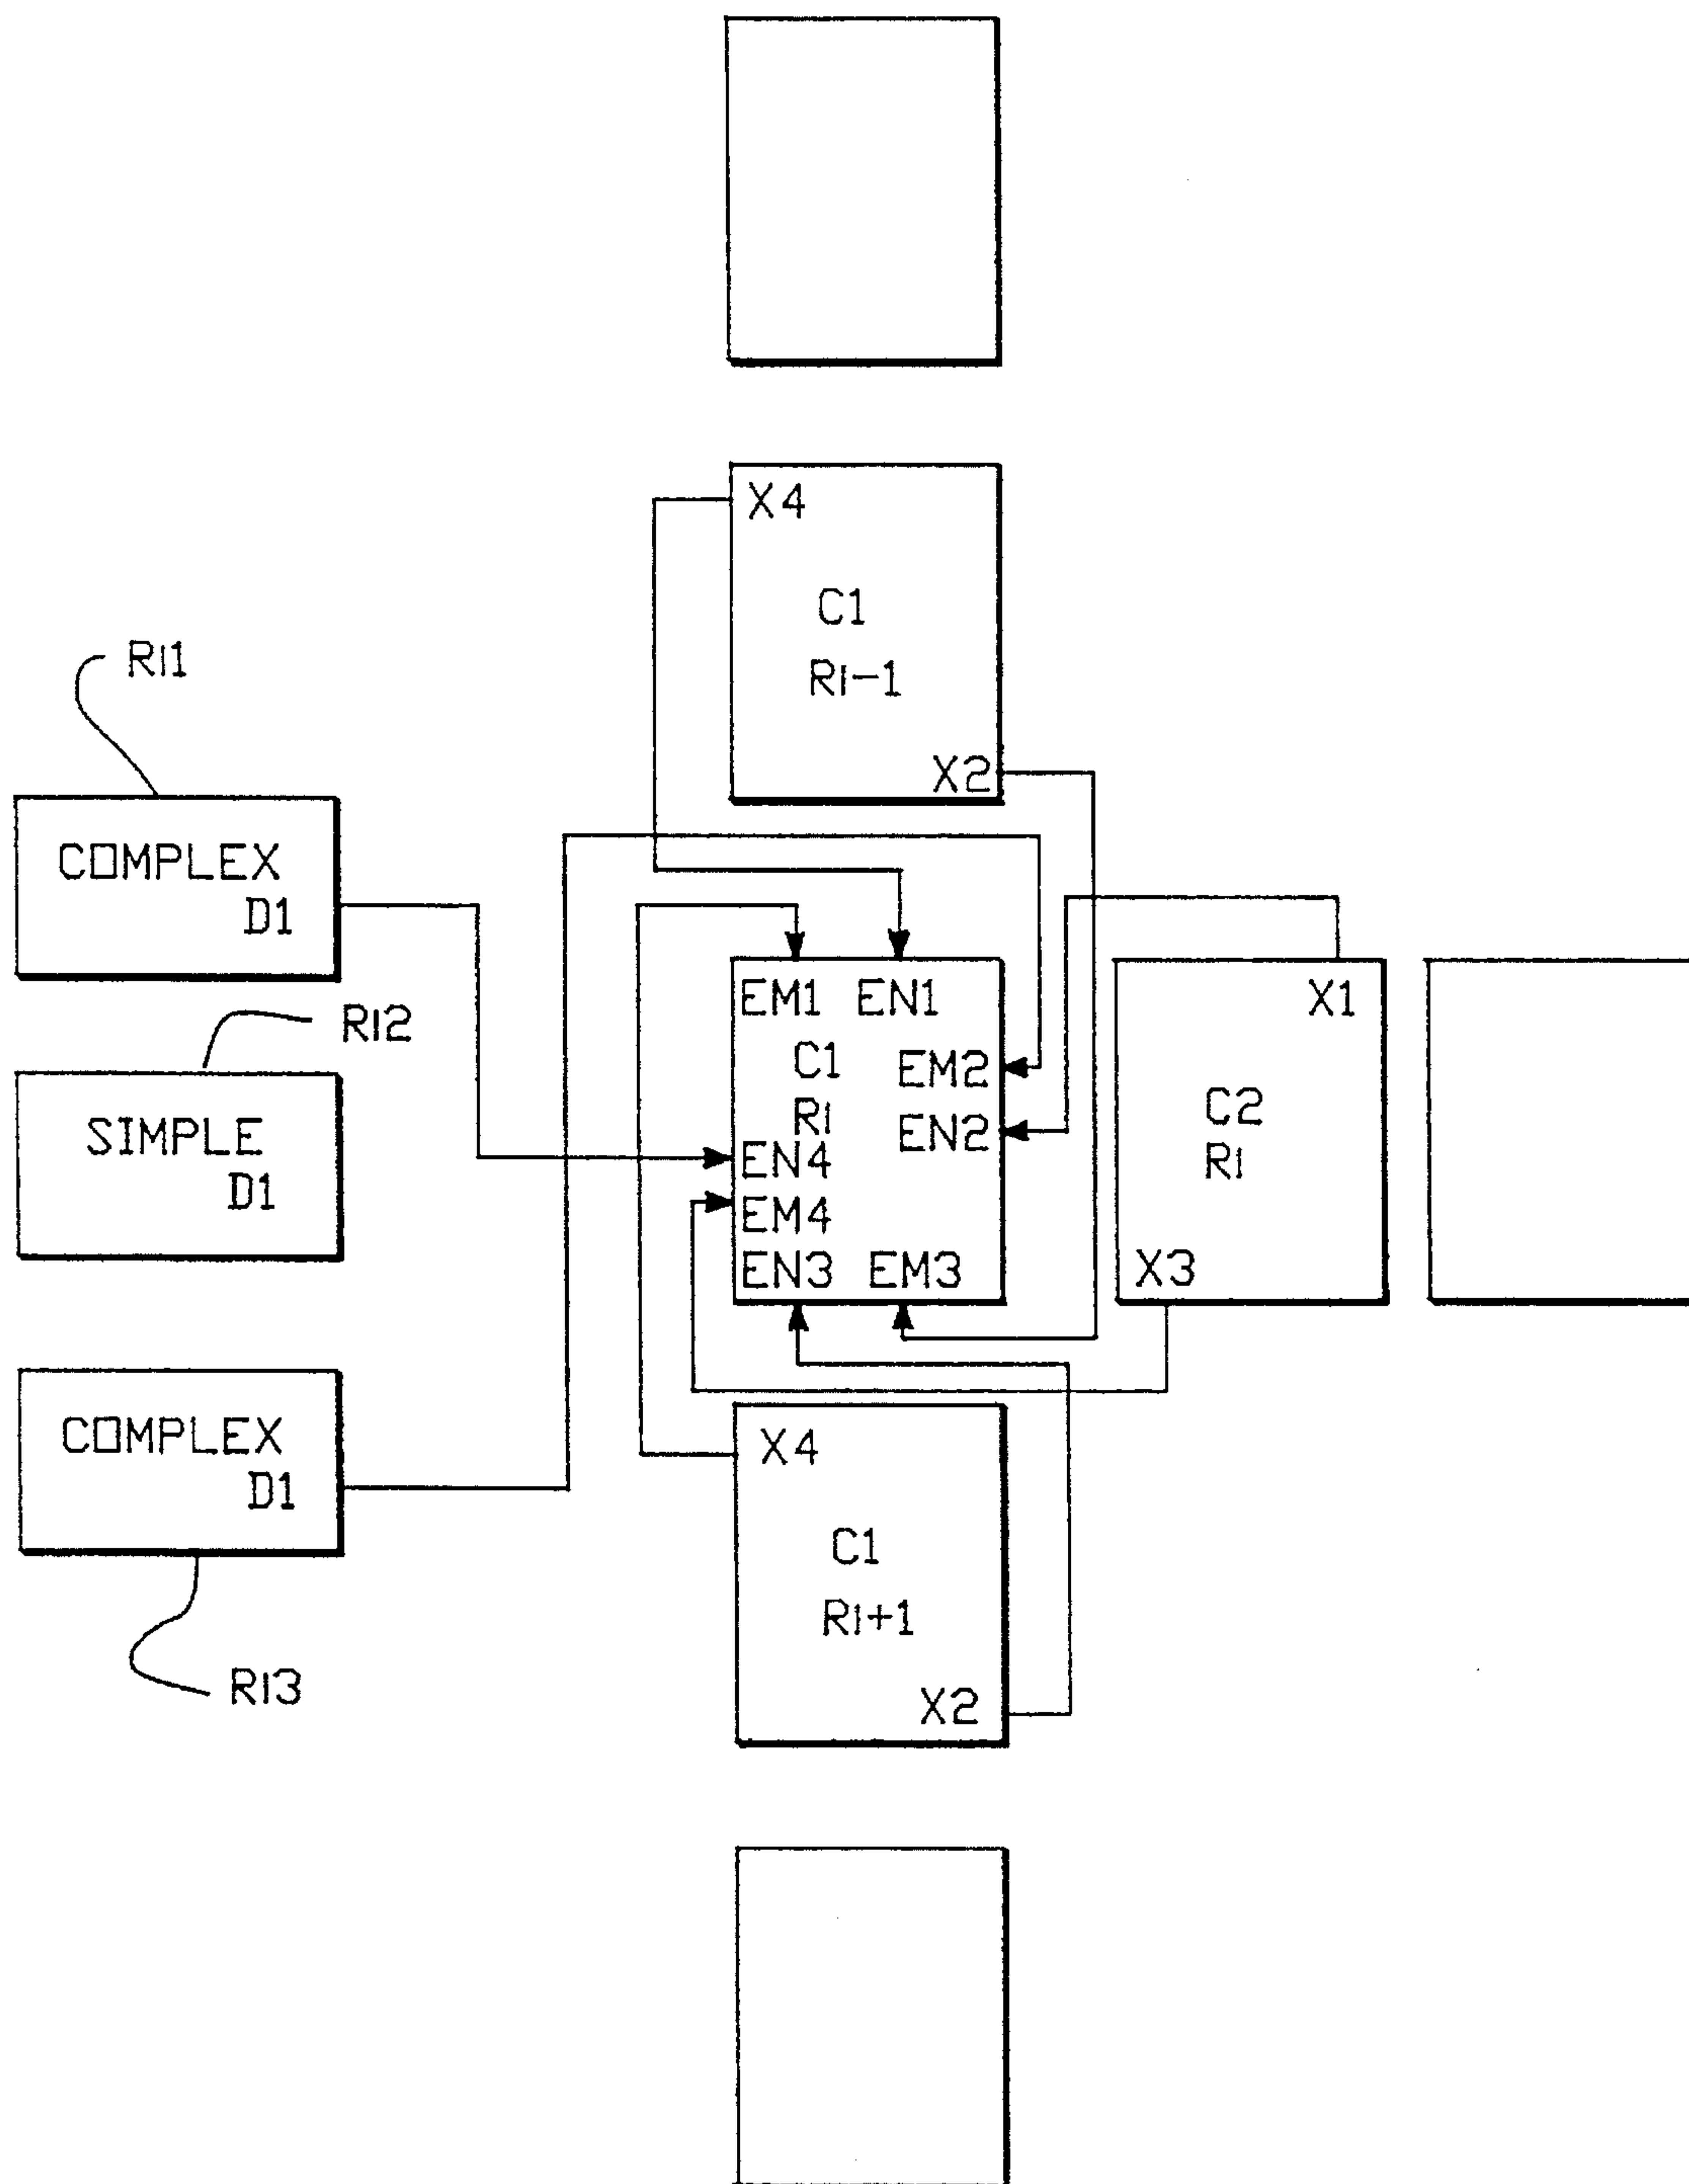 X4
C1
Ri-1
X2
Ri1
COMPLEX
D1
Ri2
SIMPLE
D1
COMPLEX
D1
Ri3
EM1 EN1
C1
Ri
EM2
EN2
EN4
EM4
EN3 EM3
X1
C2
Ri
X3
X4
C1
Ri+1
X2